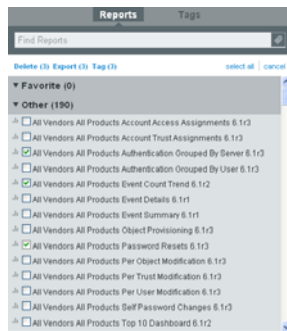 Reports Tags
Find Reports
Delete (3) Export (3) Tag (3) select all cancel
Favorite (0)
Other (190)
All Vendors All Products Account Access Assignments 6.1r3
All Vendors All Products Account Trust Assignments 6.1r3
All Vendors All Products Authentication Grouped By Server 6.1r3
All Vendors All Products Authentication Grouped By User 6.1r3
All Vendors All Products Event Count Trend 6.1r2
All Vendors All Products Event Details 6.1r1
All Vendors All Products Event Summary 6.1r1
All Vendors All Products Object Provisioning 6.1r3
All Vendors All Products Password Resets 6.1r3
All Vendors All Products Per Object Modification 6.1r3
All Vendors All Products Per Trust Modification 6.1r3
All Vendors All Products Per User Modification 6.1r3
All Vendors All Products Self Password Changes 6.1r3
All Vendors All Products Top 10 Dashboard 6.1r2